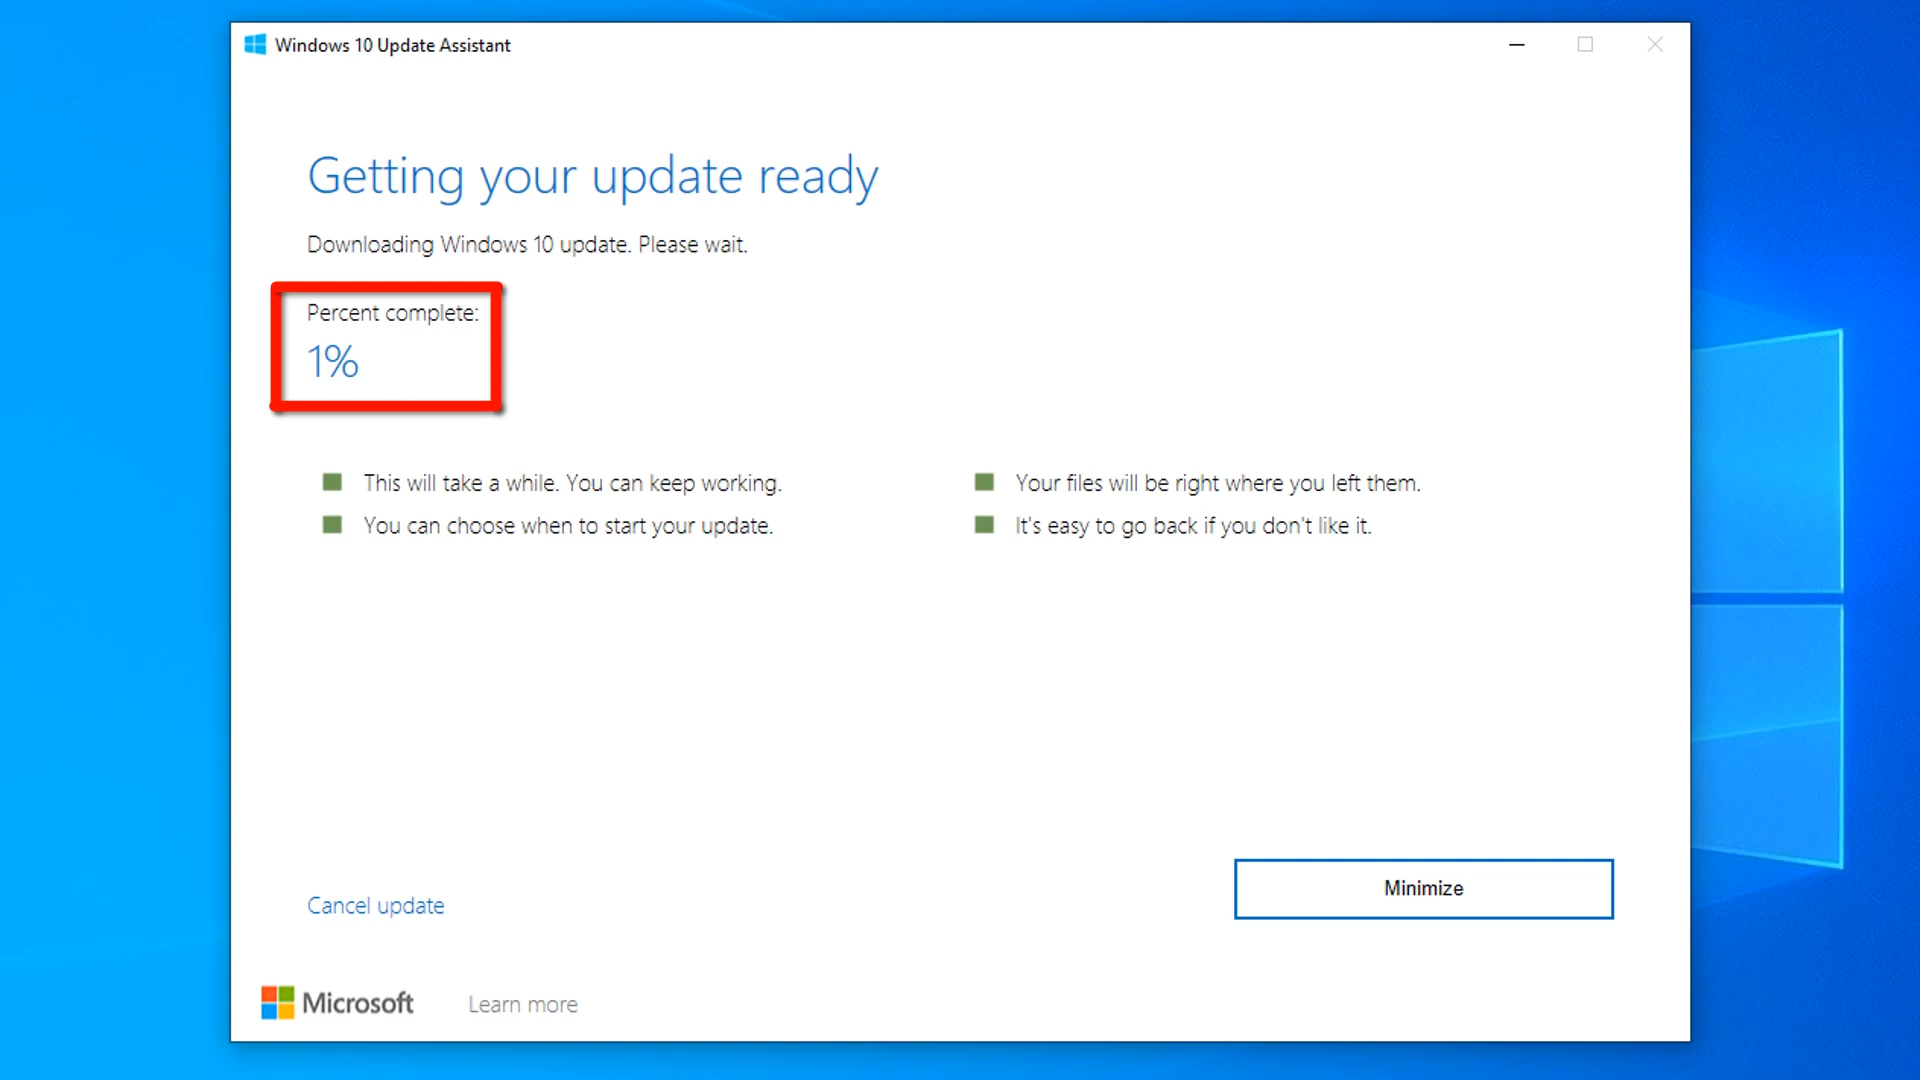 Windows 10 Update Assistant
Getting your update ready
Downloading Windows 10 update. Please wait.
Percent complete:
1%
This will take a while. You can keep working.
You can choose when to start your update.
Your files will be right where you left them.
It's easy to go back if you don't like it.
Cancel update
Minimize
Microsoft
Learn more